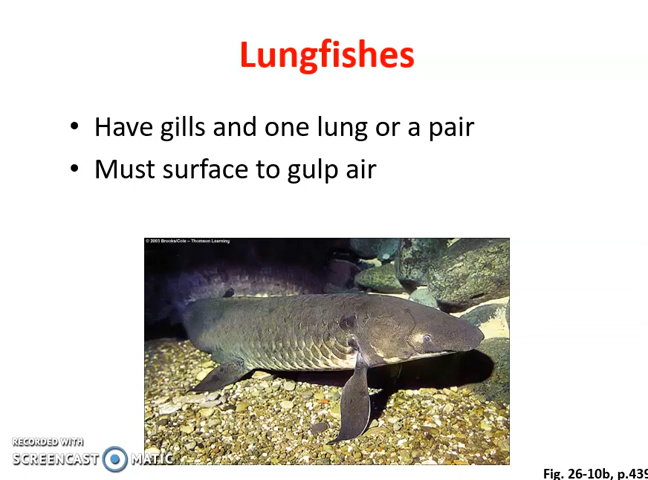 Lungfishes
• Have gills and one lung or a pair
• Must surface to gulp air
© 2003 Brooks/Cole – Thomson Learning
RECORDED WITH
SCREENCAST MATIC
Fig. 26-10b, p.439